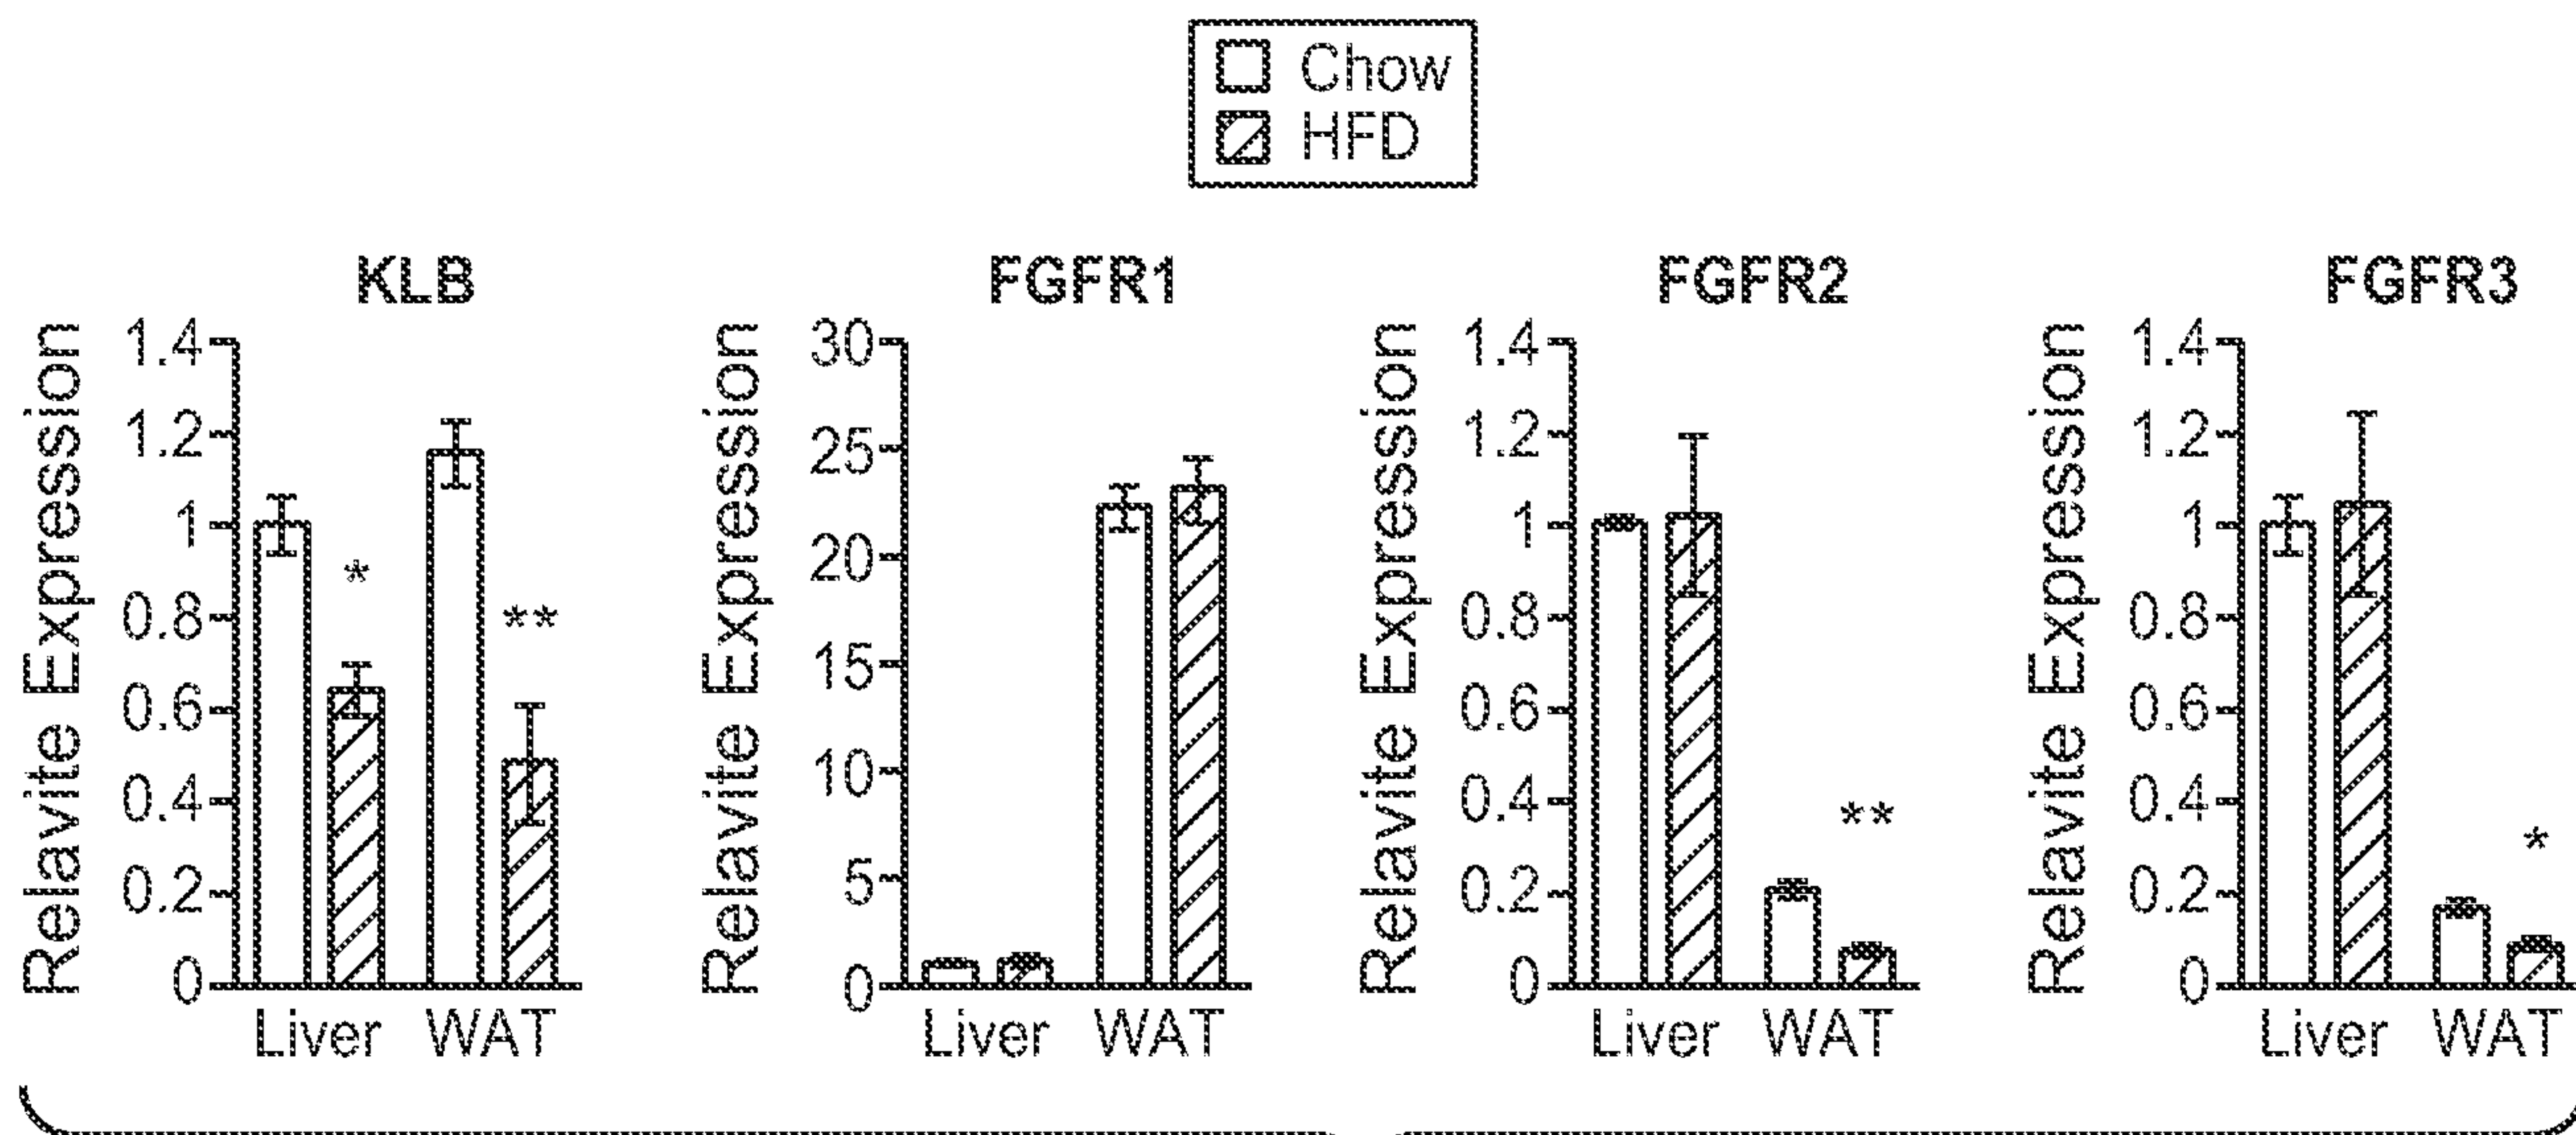 Chow
HFD
KLB
Relavite Expression
1.4
1.2
1
0.8
0.6
0.4
0.2
0
*
**
Liver WAT
FGFR1
Relavite Expression
30
25
20
15
10
5
0
Liver WAT
FGFR2
Relavite Expression
1.4
1.2
1
0.8
0.6
0.4
0.2
0
**
Liver WAT
FGFR3
Relavite Expression
1.4
1.2
1
0.8
0.6
0.4
0.2
0
*
Liver WAT